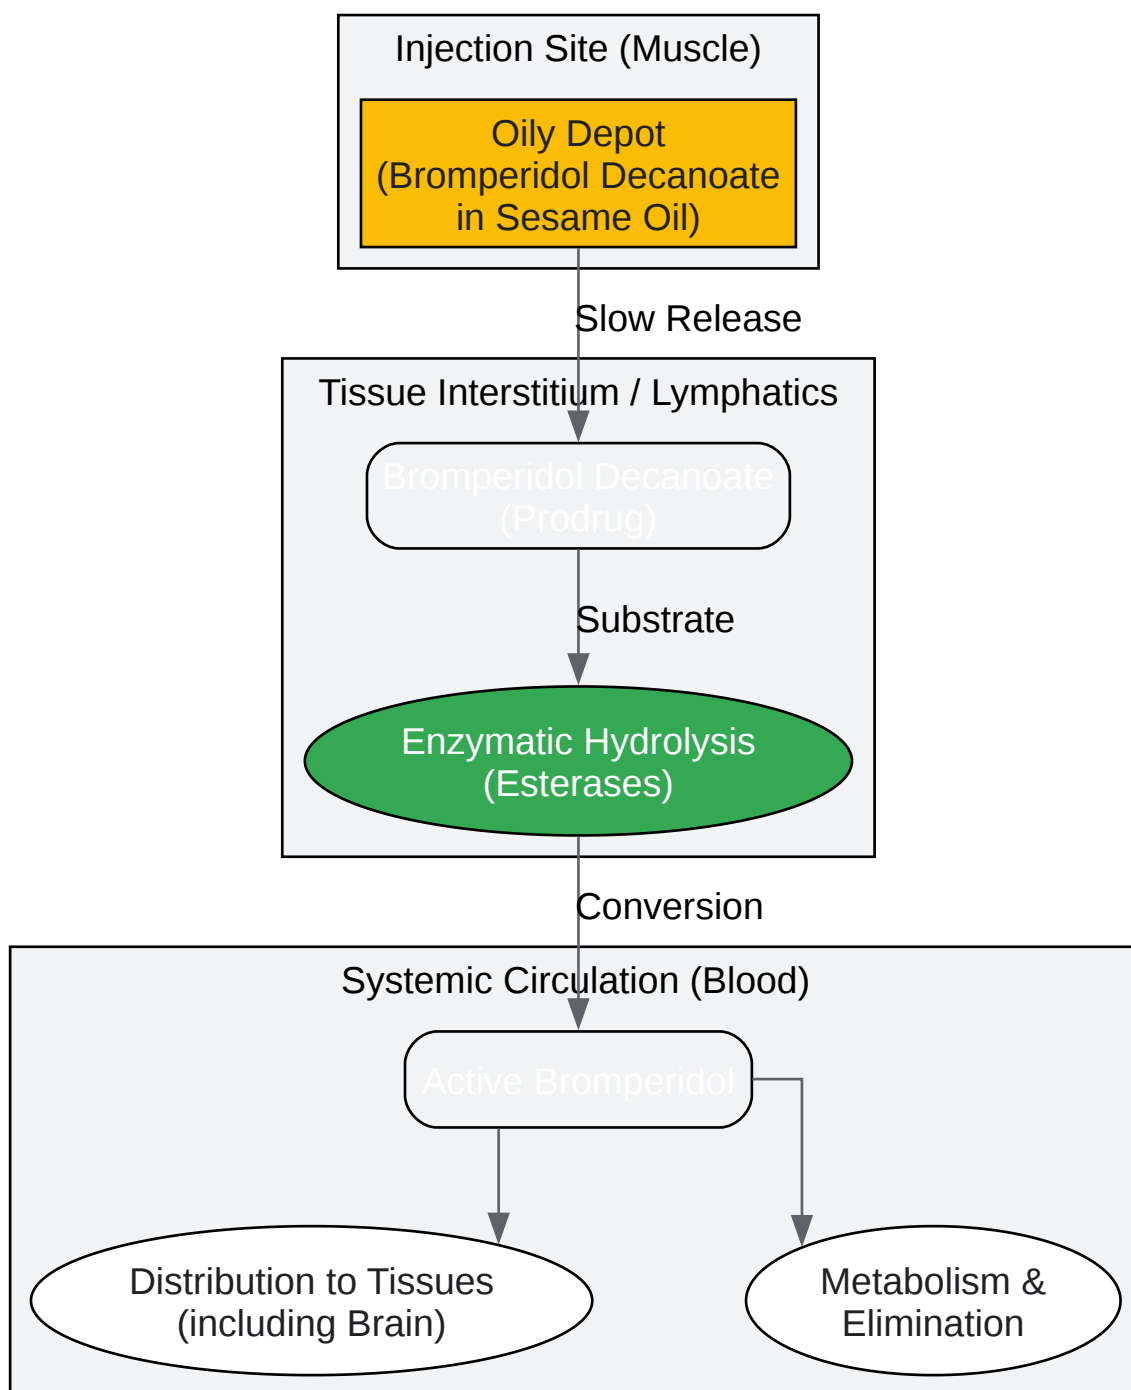 Injection Site (Muscle)
Oily Depot
(Bromperidol Decanoate
in Sesame Oil)
Slow Release
Tissue Interstitium / Lymphatics
Bromperidol Decanoate
(Prodrug)
Substrate
Enzymatic Hydrolysis
(Esterases)
Conversion
Systemic Circulation (Blood)
Active Bromperidol
Distribution to Tissues
(including Brain)
Metabolism &
Elimination